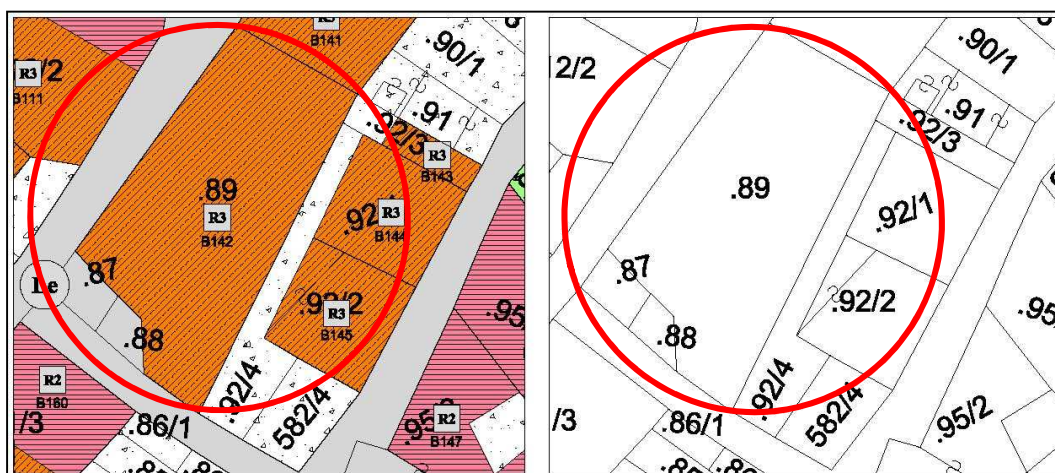 R3
B141
.90/1
R3
/2
B111
.91
.92/3
R3
B143
.89
R3
B142
.92
R3
B144
.87
Le
.92/2
R3
B145
.88
.95
R2
B160
/3
.92/4
582/4
.86/1
R2
B147
.90/1
2/2
.91
.92/3
.89
.92/1
.87
.92/2
.88
.95
.92/4
582/4
.95/2
/3
.86/1